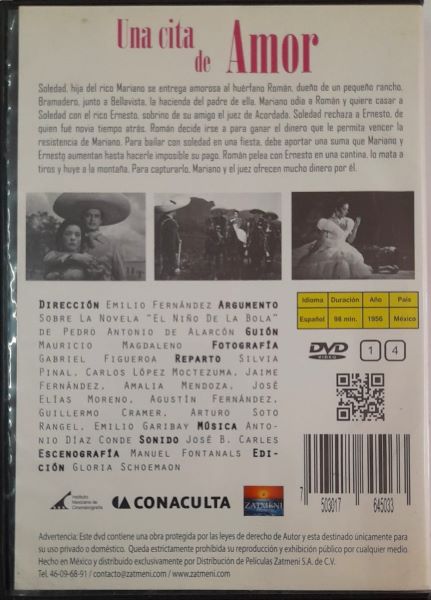 Una cita
de Amor
Soledad, hija del rico Mariano se entrega amorosa al huérfano Román, dueño de un pequeño rancho,
Bramadero, junto a Bellavista, la hacienda del padre de ella. Mariano odia a Román y quiere casar a
Soledad con el rico Ernesto, sobrino de su amigo el juez de Acordada. Soledad rechaza a Ernesto, de
quien fué novia tiempo atrás. Román decide irse a para ganar el dinero que le permita vencer la
resistencia de Mariano. Para bailar con soledad en una fiesta, debe aportar una suma que Mariano y
Ernesto aumentan hasta hacerle imposible su pago. Román pelea con Ernesto en una cantina, lo mata a
tiros y huye a la montaña. Para capturarlo, Mariano y el juez ofrecen mucho dinero por él.
Dirección Emilio Fernández Argumento
Sobre La Novela "El Niño De La Bola"
de Pedro Antonio de Alarcón Guión
Mauricio Magdaleno Fotografía
Gabriel Figueroa Reparto Silvia
Pinal, Carlos López Moctezuma, Jaime
Fernández, Amalia Mendoza, José
Elías Moreno, Agustín Fernández,
Guillermo Cramer, Arturo Soto
Rangel, Emilio Garibay Música Anto-
nio Díaz Conde Sonido José B. Carles
Escenografía Manuel Fontanals Edi-
ción Gloria Schoemaon
Idioma Duración Año País
Español 98 min. 1956 México
DVD VIDEO 1 4
Instituto
Mexicano de
Cinematografía
CONACULTA
ZATMENI
7 503017 645033
Advertencia: Este dvd contiene una obra protegida por las leyes de derecho de Autor y esta destinado únicamente para
su uso privado o doméstico. Queda estrictamente prohibida su reproducción y exhibición público por cualquier medio.
Hecho en México y distribuido exclusivamente por Distribución de Películas Zatmeni S.A. de C.V.
Tel, 46-09-68-91 / contacto@zatmeni.com / www.zatmeni.com